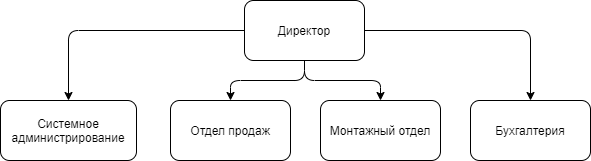 Директор
Системное
администрирование
Отдел продаж
Монтажный отдел
Бухгалтерия